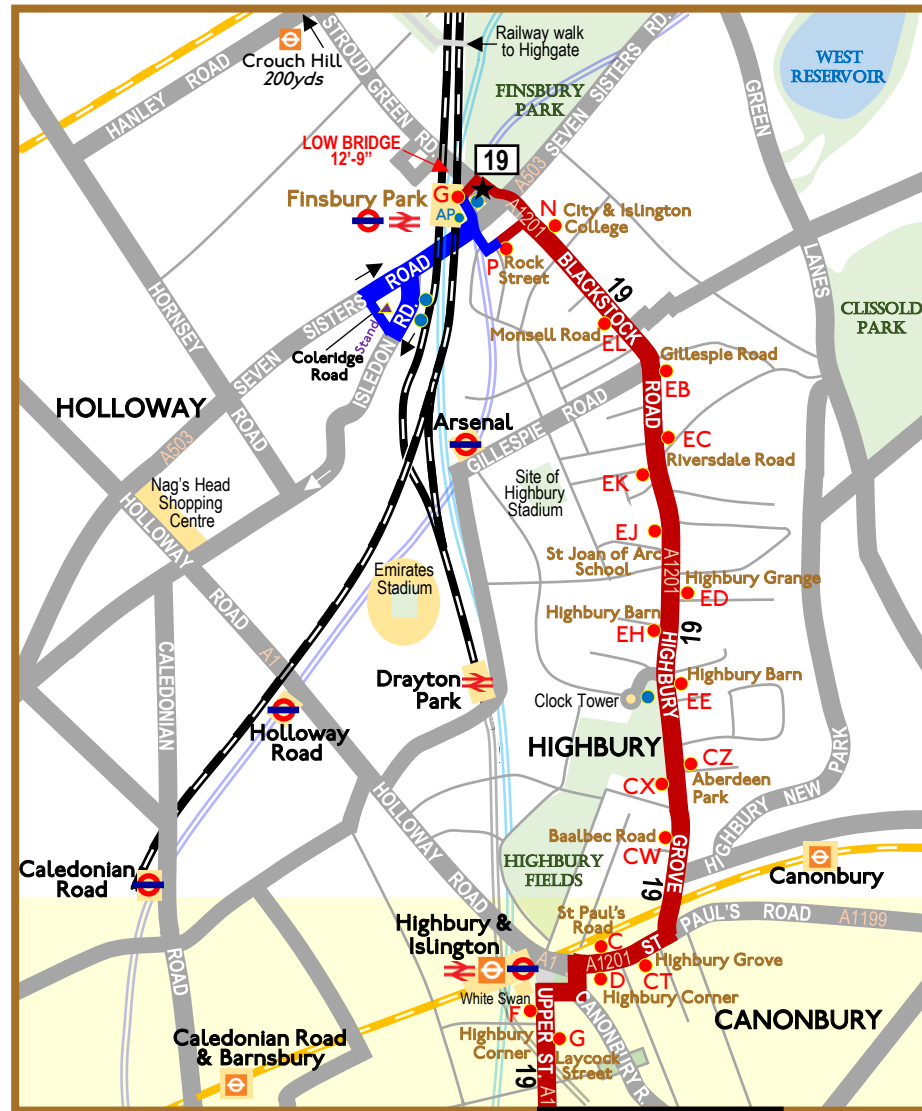 Railway walk
to Highgate
Crouch Hill
200yds
HANLEY ROAD
STROUD GREEN RD.
FINSBURY
PARK
SEVEN SISTERS RD.
A503
GREEN
LANES
WEST
RESERVOIR
LOW BRIDGE
12'-9"
19
Finsbury Park
G
AP
A1201
N
City & Islington
College
P
Rock
Street
BLACKSTOCK
ROAD
19
CLISSOLD
PARK
HORNSEY
ROAD
SEVEN SISTERS
ROAD
A503
Stand
Coleridge
Road
ISLEDON
RD.
Monsell Road
EL
Gillespie Road
EB
HOLLOWAY
Arsenal
GILLESPIE ROAD
EC
Riversdale Road
EK
Nag's Head
Shopping
Centre
Site of
Highbury
Stadium
EJ
St Joan of Arc
School
A1201
HOLLOWAY
ROAD
A1
Emirates
Stadium
Highbury Grange
ED
Highbury Barn
EH
19
HIGHBURY
CALEDONIAN
ROAD
Drayton
Park
Clock Tower
Highbury Barn
EE
Holloway
Road
HIGHBURY
CZ
Aberdeen
Park
CX
HIGHBURY NEW PARK
HOLLOWAY
ROAD
Baalbec Road
CW
GROVE
19
HIGHBURY
FIELDS
Caledonian
Road
Canonbury
St Paul's
Road
C
Highbury &
Islington
A1
A1201
ST PAUL'S ROAD
A1199
Highbury Grove
CT
D
Highbury Corner
White Swan
F
Highbury
Corner
UPPER ST.
A1
19
G
Laycock
Street
CANONBURY R.
CANONBURY
Caledonian Road
& Barnsbury